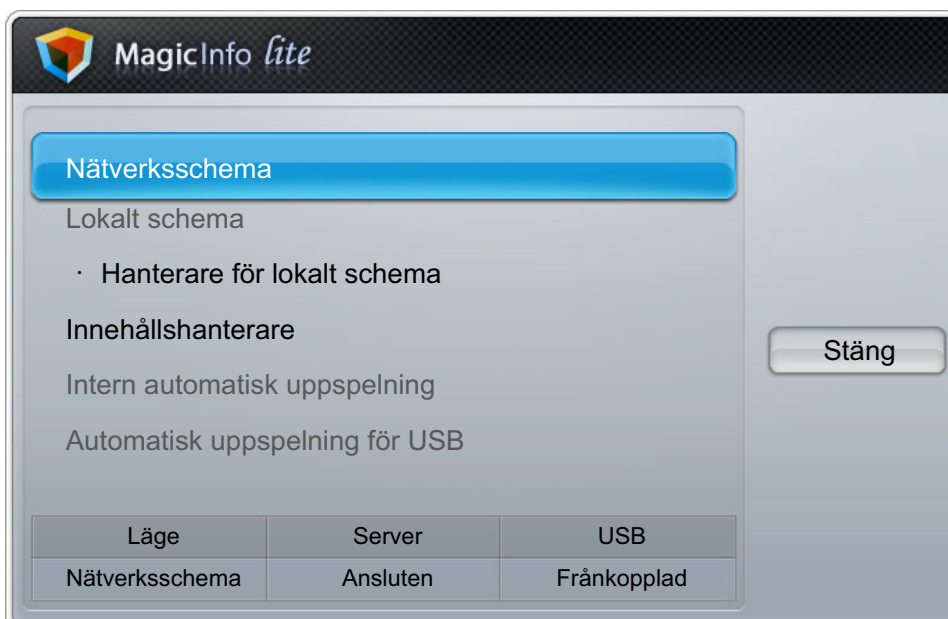 MagicInfo lite
Nätverksschema
Lokalt schema
· Hanterare för lokalt schema
Innehållshanterare
Intern automatisk uppspelning
Automatisk uppspelning för USB
Stäng
Läge Server USB
Nätverksschema Ansluten Frånkopplad